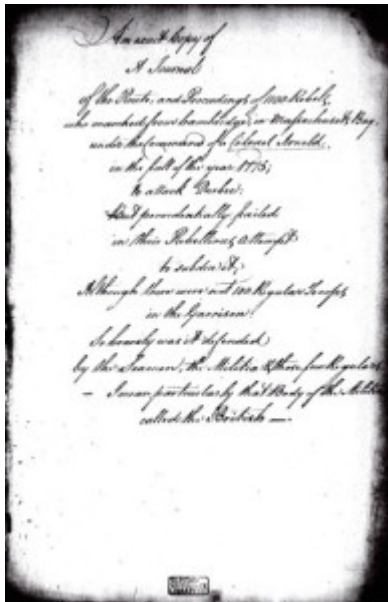 An exact Copy of
A Journal
of the Route, and Proceedings of 1100 Rebels,
who marched from Cambridge, in Massachusetts Bay,
under the Command of a Colonel Arnold,
in the fall of the year 1775;
to attack Quebec.
But providentially failed
in their Rebellious Attempt
to subdue it;
Although there were not 100 Regular Troops
in the Garrison.
So bravely was it defended
by the Seamen, the Militia & those few Regulars
— I mean particularly that Body of the Militia
called the British —.